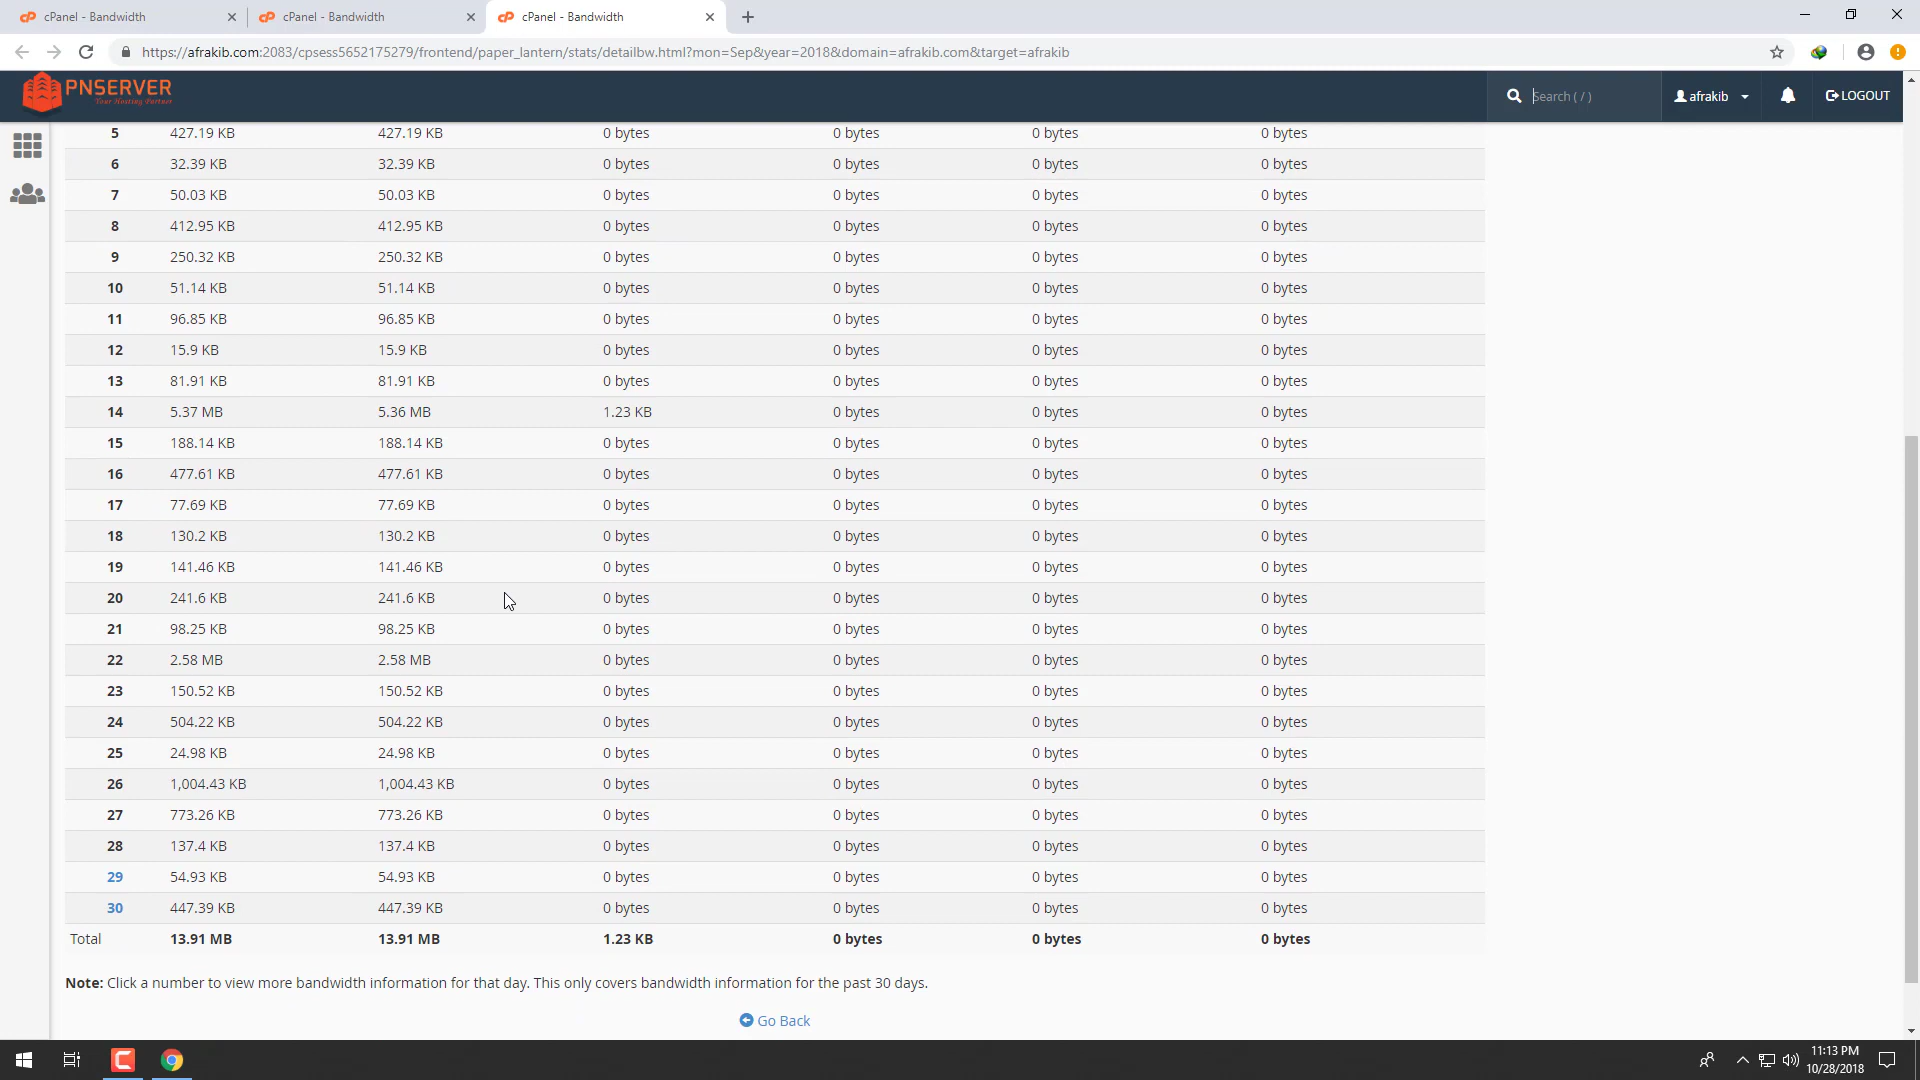 cPanel - Bandwidth
cPanel - Bandwidth
cPanel - Bandwidth
https://afrakib.com:2083/cpsess5652175279/frontend/paper_lantern/stats/detailbw.html?mon=Sep&year=2018&domain=afrakib.com&target=afrakib
PNSERVER
Your Hosting Partner
Search ( / )
afrakib
LOGOUT
5 427.19 KB 427.19 KB 0 bytes 0 bytes 0 bytes 0 bytes
6 32.39 KB 32.39 KB 0 bytes 0 bytes 0 bytes 0 bytes
7 50.03 KB 50.03 KB 0 bytes 0 bytes 0 bytes 0 bytes
8 412.95 KB 412.95 KB 0 bytes 0 bytes 0 bytes 0 bytes
9 250.32 KB 250.32 KB 0 bytes 0 bytes 0 bytes 0 bytes
10 51.14 KB 51.14 KB 0 bytes 0 bytes 0 bytes 0 bytes
11 96.85 KB 96.85 KB 0 bytes 0 bytes 0 bytes 0 bytes
12 15.9 KB 15.9 KB 0 bytes 0 bytes 0 bytes 0 bytes
13 81.91 KB 81.91 KB 0 bytes 0 bytes 0 bytes 0 bytes
14 5.37 MB 5.36 MB 1.23 KB 0 bytes 0 bytes 0 bytes
15 188.14 KB 188.14 KB 0 bytes 0 bytes 0 bytes 0 bytes
16 477.61 KB 477.61 KB 0 bytes 0 bytes 0 bytes 0 bytes
17 77.69 KB 77.69 KB 0 bytes 0 bytes 0 bytes 0 bytes
18 130.2 KB 130.2 KB 0 bytes 0 bytes 0 bytes 0 bytes
19 141.46 KB 141.46 KB 0 bytes 0 bytes 0 bytes 0 bytes
20 241.6 KB 241.6 KB 0 bytes 0 bytes 0 bytes 0 bytes
21 98.25 KB 98.25 KB 0 bytes 0 bytes 0 bytes 0 bytes
22 2.58 MB 2.58 MB 0 bytes 0 bytes 0 bytes 0 bytes
23 150.52 KB 150.52 KB 0 bytes 0 bytes 0 bytes 0 bytes
24 504.22 KB 504.22 KB 0 bytes 0 bytes 0 bytes 0 bytes
25 24.98 KB 24.98 KB 0 bytes 0 bytes 0 bytes 0 bytes
26 1,004.43 KB 1,004.43 KB 0 bytes 0 bytes 0 bytes 0 bytes
27 773.26 KB 773.26 KB 0 bytes 0 bytes 0 bytes 0 bytes
28 137.4 KB 137.4 KB 0 bytes 0 bytes 0 bytes 0 bytes
29 54.93 KB 54.93 KB 0 bytes 0 bytes 0 bytes 0 bytes
30 447.39 KB 447.39 KB 0 bytes 0 bytes 0 bytes 0 bytes
Total 13.91 MB 13.91 MB 1.23 KB 0 bytes 0 bytes 0 bytes
Note: Click a number to view more bandwidth information for that day. This only covers bandwidth information for the past 30 days.
Go Back
11:13 PM
10/28/2018